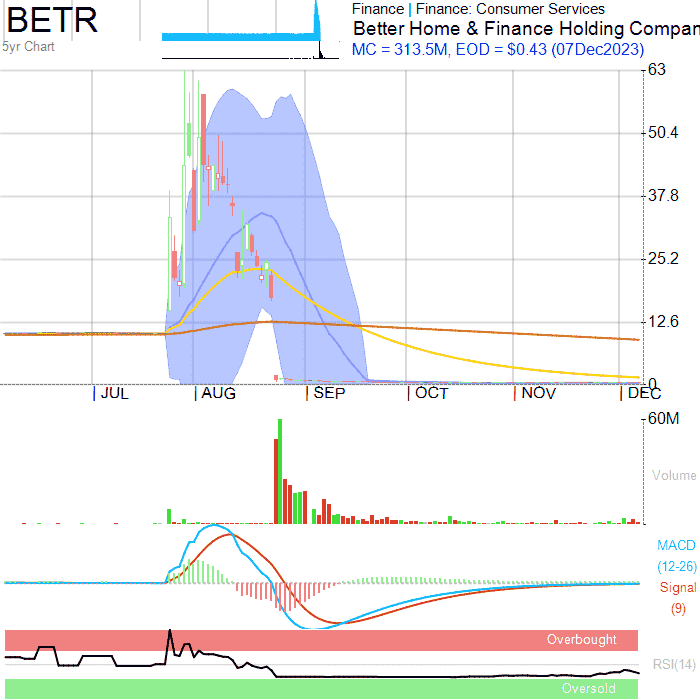 BETR
5yr Chart
Finance | Finance: Consumer Services
Better Home & Finance Holding Compan
MC = 313.5M, EOD = $0.43 (07Dec2023)
63
50.4
37.8
25.2
12.6
0
JUL AUG SEP OCT NOV DEC
60M
Volume
MACD
(12-26)
Signal
(9)
Overbought
RSI(14)
Oversold